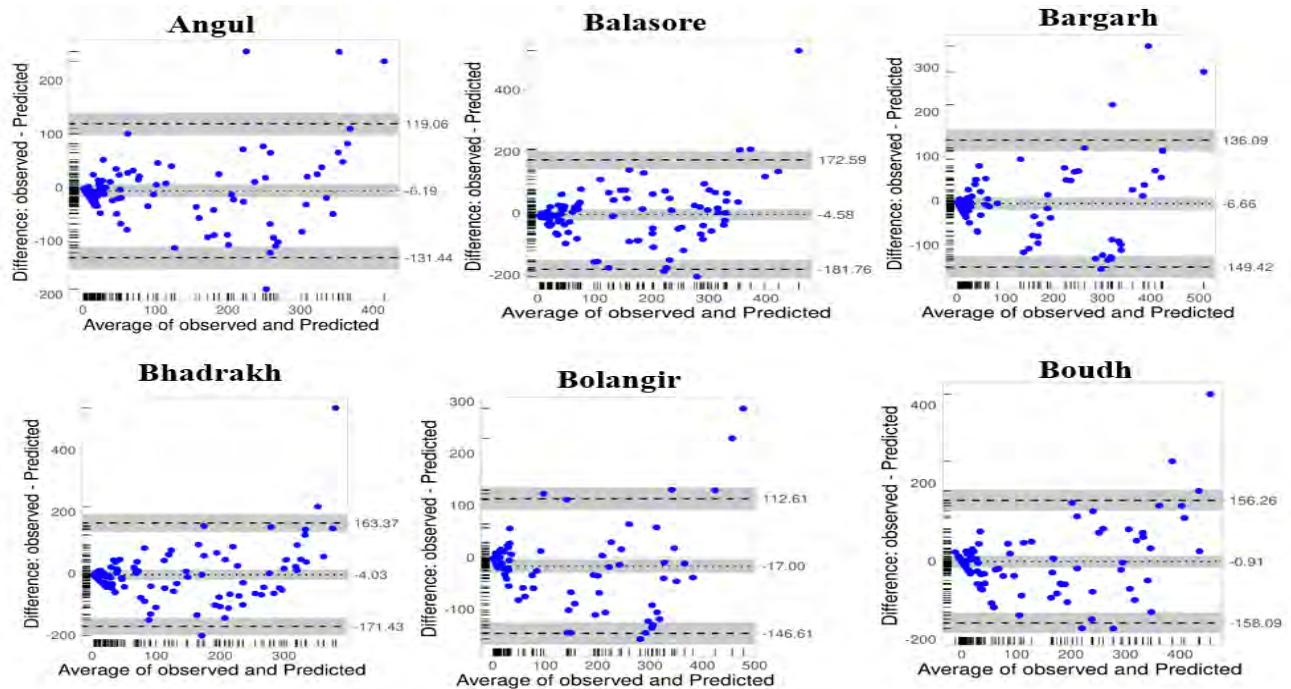 Angul
Difference: observed - Predicted
200
100
0
-100
-200
119.06
-6.19
-131.44
0 100 200 300 400
Average of observed and Predicted
Balasore
Difference: observed - Predicted
400
200
0
-200
172.59
-4.58
-181.76
0 100 200 300 400
Average of observed and Predicted
Bargarh
Difference: observed - Predicted
300
200
100
0
-100
136.09
-6.66
-149.42
0 100 200 300 400 500
Average of observed and Predicted
Bhadrakh
Difference: observed - Predicted
400
200
0
-200
163.37
-4.03
-171.43
0 100 200 300
Average of observed and Predicted
Bolangir
Difference: observed - Predicted
300
200
100
0
-100
112.61
-17.00
-146.61
0 100 200 300 400 500
Average of observed and Predicted
Boudh
Difference: observed - Predicted
400
200
0
-200
156.26
-0.91
-158.09
0 100 200 300 400
Average of observed and Predicted